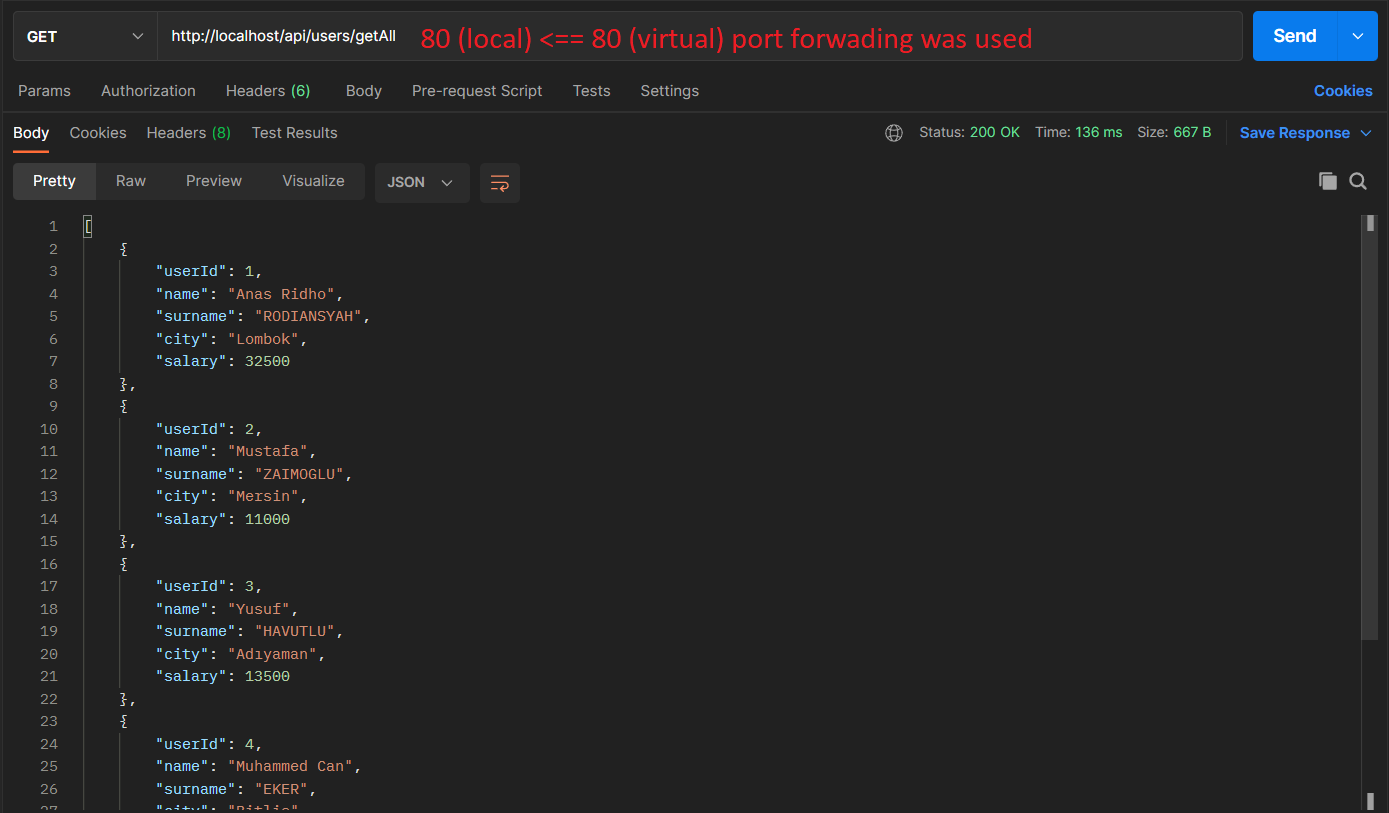 GET http://localhost/api/users/getAll 80 (local) <== 80 (virtual) port forwading was used Send
Params Authorization Headers (6) Body Pre-request Script Tests Settings Cookies
Body Cookies Headers (8) Test Results Status: 200 OK Time: 136 ms Size: 667 B Save Response
Pretty Raw Preview Visualize JSON
1 [
2 {
3 "userId": 1,
4 "name": "Anas Ridho",
5 "surname": "RODIANSYAH",
6 "city": "Lombok",
7 "salary": 32500
8 },
9 {
10 "userId": 2,
11 "name": "Mustafa",
12 "surname": "ZAIMOGLU",
13 "city": "Mersin",
14 "salary": 11000
15 },
16 {
17 "userId": 3,
18 "name": "Yusuf",
19 "surname": "HAVUTLU",
20 "city": "Adıyaman",
21 "salary": 13500
22 },
23 {
24 "userId": 4,
25 "name": "Muhammed Can",
26 "surname": "EKER",
27 "city": "Bitlis"